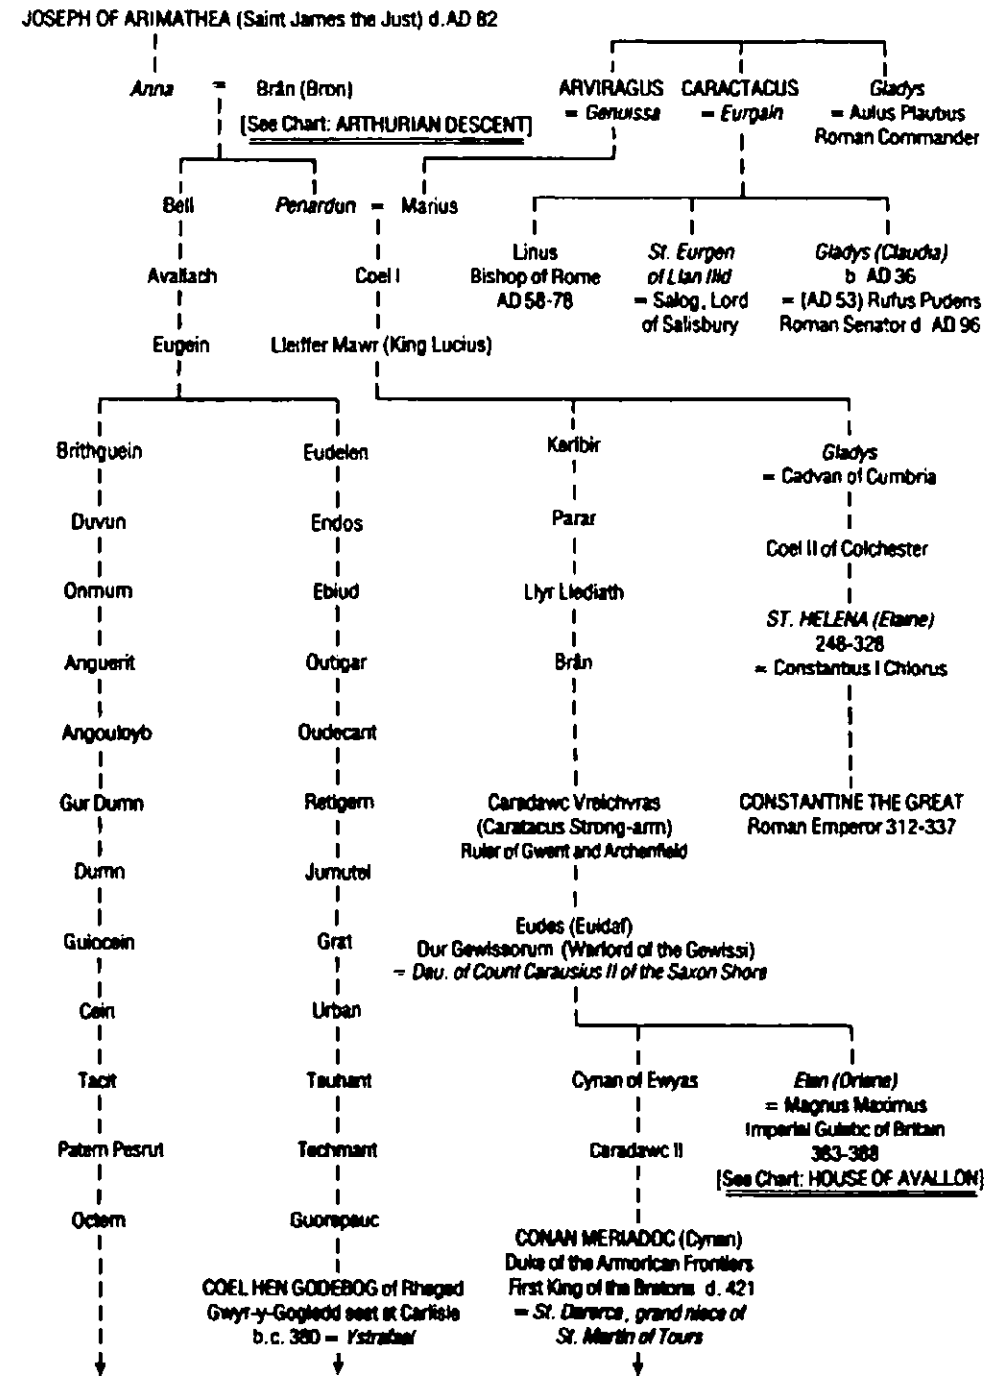 JOSEPH OF ARIMATHEA (Saint James the Just) d.AD 82
Anna = Brân (Bron)
[See Chart: ARTHURIAN DESCENT]
ARVIRAGUS
= Genuissa
CARACTACUS
= Eurgain
Gladys
= Aulus Plautius
Roman Commander
Beli
Penardun = Marius
Linus
Bishop of Rome
AD 58-78
St. Eurgen
of Llan Ilid
= Salog, Lord
of Salisbury
Gladys (Claudia)
b AD 36
= (AD 53) Rufus Pudens
Roman Senator d AD 96
Avallach
Coel I
Eugein
Lleiffer Mawr (King Lucius)
Brithguein
Eudelen
Karibir
Gladys
= Cadvan of Cumbria
Duvun
Endos
Parar
Coel II of Colchester
Onmum
Ebiud
Llyr Llediath
ST. HELENA (Elaine)
248-328
= Constantius I Chlorus
Anguerit
Outigar
Brân
Angouloyb
Oudecant
Gur Dumn
Retigern
Caradawc Vreichvras
(Caratacus Strong-arm)
Ruler of Gwent and Archenfield
CONSTANTINE THE GREAT
Roman Emperor 312-337
Dumn
Jumutel
Guiocein
Grat
Eudes (Euidaf)
Dur Gewissorum (Warlord of the Gewissi)
= Dau. of Count Carausius II of the Saxon Shore
Cein
Urban
Tacit
Teuhant
Cynan of Ewyas
Elen (Oriene)
= Magnus Maximus
Imperial Guletic of Britain
383-388
[See Chart: HOUSE OF AVALLON]
Patern Pesrut
Techmant
Caradawc II
Octern
Guorepauc
CONAN MERIADOC (Cynan)
Duke of the Armorican Frontiers
First King of the Bretons d. 421
= St. Darerca, grand niece of
St. Martin of Tours
COEL HEN GODEBOG of Rheged
Gwyr-y-Gogledd seat at Carlisle
b.c. 380 = Ystrafael